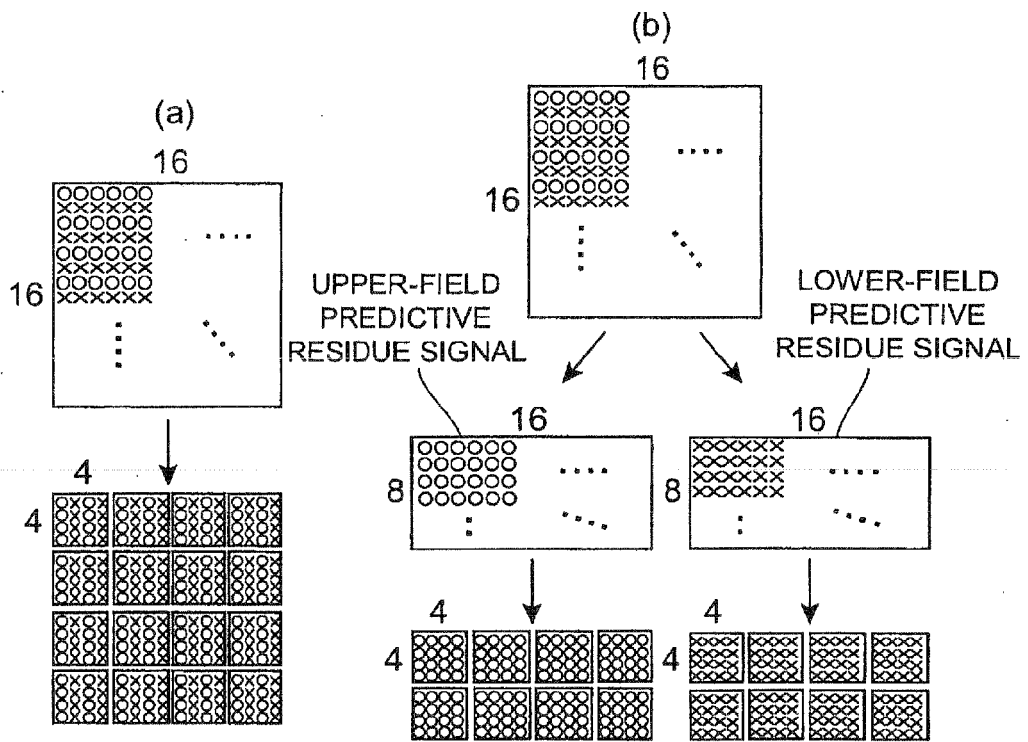 (a)
16
16
4
4
(b)
16
16
UPPER-FIELD
PREDICTIVE
RESIDUE SIGNAL
LOWER-FIELD
PREDICTIVE
RESIDUE SIGNAL
16
8
16
8
4
4
4
4